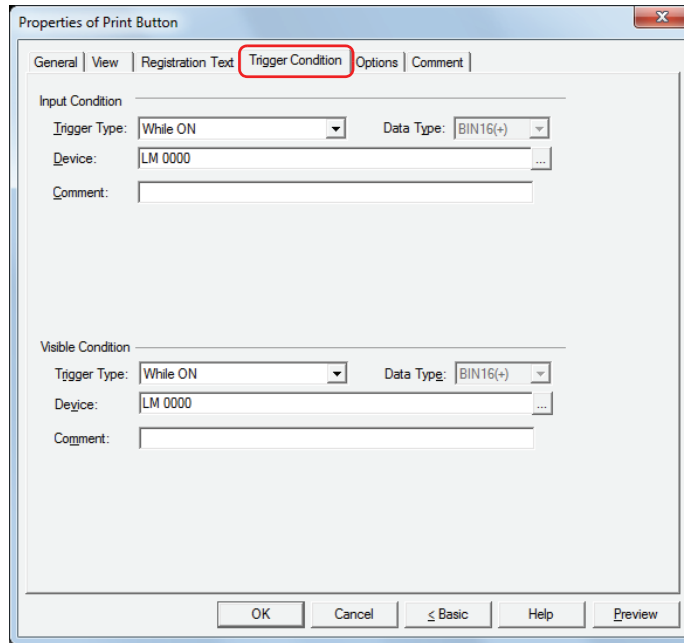 Properties of Print Button
x
General View Registration Text Trigger Condition Options Comment
Input Condition
Trigger Type: While ON Data Type: BIN16(+)
Device: LM 0000 ...
Comment:
Visible Condition
Trigger Type: While ON Data Type: BIN16(+)
Device: LM 0000 ...
Comment:
OK Cancel < Basic Help Preview